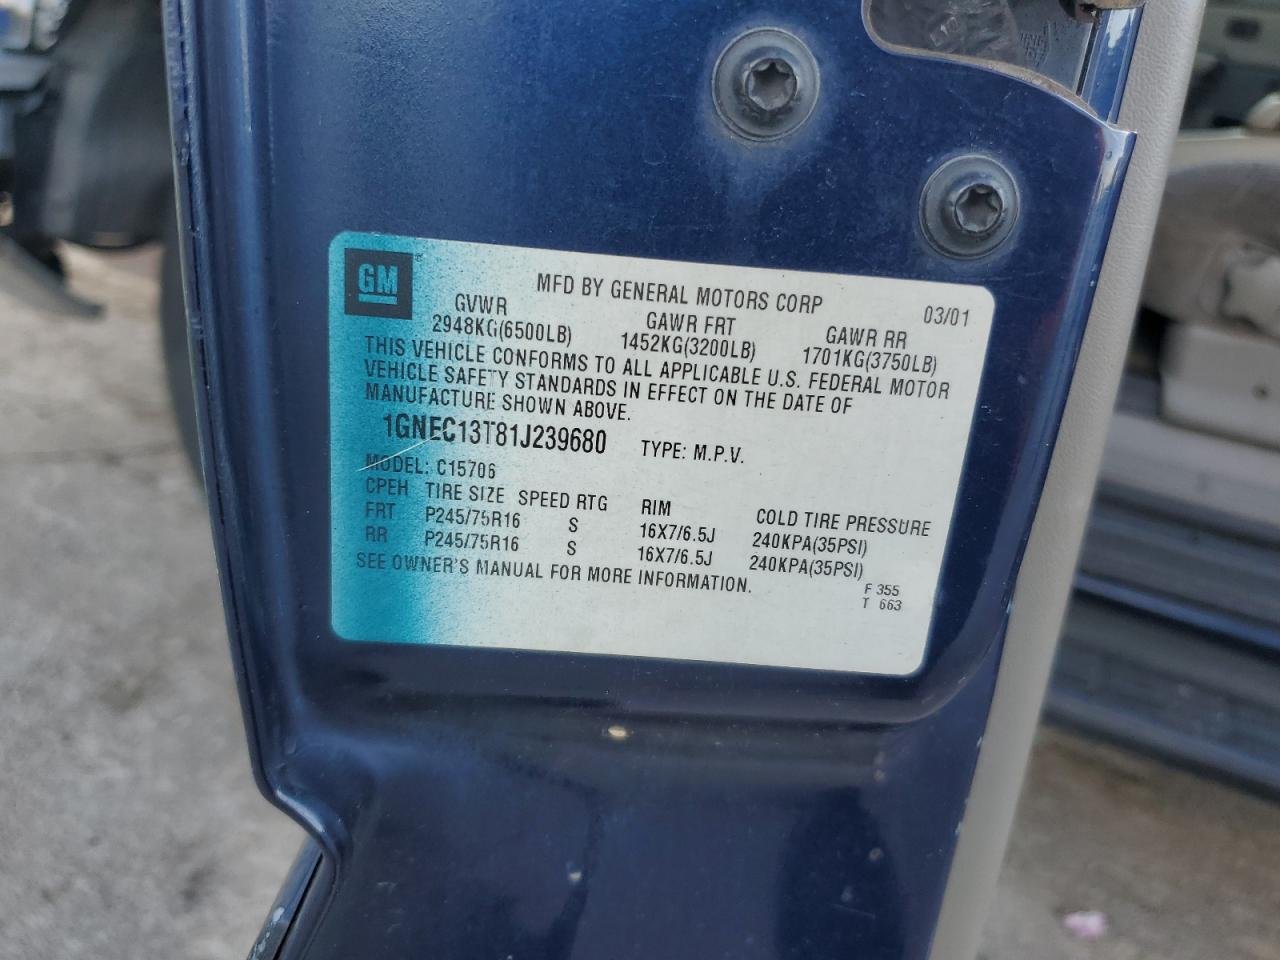 GM
MFD BY GENERAL MOTORS CORP 03/01
GVWR GAWR FRT GAWR RR
2948KG(6500LB) 1452KG(3200LB) 1701KG(3750LB)
THIS VEHICLE CONFORMS TO ALL APPLICABLE U.S. FEDERAL MOTOR
VEHICLE SAFETY STANDARDS IN EFFECT ON THE DATE OF
MANUFACTURE SHOWN ABOVE.
1GNEC13T81J239680 TYPE: M.P.V.
MODEL: C15706
CPEH TIRE SIZE SPEED RTG RIM COLD TIRE PRESSURE
FRT P245/75R16 S 16X7/6.5J 240KPA(35PSI)
RR P245/75R16 S 16X7/6.5J 240KPA(35PSI)
SEE OWNER'S MANUAL FOR MORE INFORMATION.
F 355
T 663